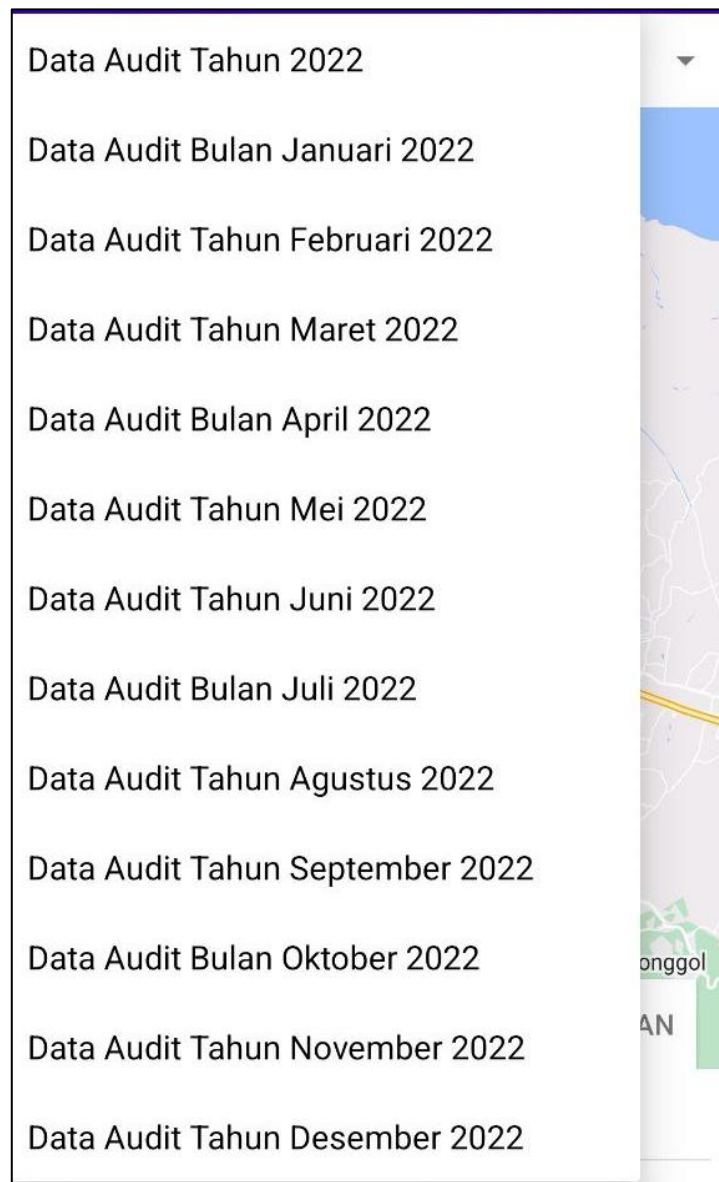 Data Audit Tahun 2022
Data Audit Bulan Januari 2022
Data Audit Tahun Februari 2022
Data Audit Tahun Maret 2022
Data Audit Bulan April 2022
Data Audit Tahun Mei 2022
Data Audit Tahun Juni 2022
Data Audit Bulan Juli 2022
Data Audit Tahun Agustus 2022
Data Audit Tahun September 2022
Data Audit Bulan Oktober 2022
onggol
AN
Data Audit Tahun November 2022
Data Audit Tahun Desember 2022